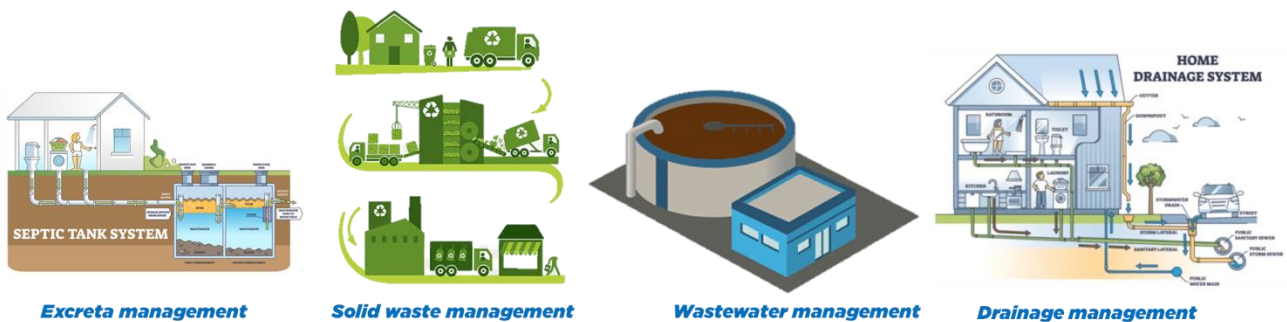 SEPTIC TANK SYSTEM
Excreta management
Solid waste management
Wastewater management
HOME
DRAINAGE SYSTEM
GUTTER
DOWNSPOUT
BATHROOM
TOILET
KITCHEN
LAUNDRY
STORMWATER
DRAIN
STREET
STORM LATERAL
SANITARY LATERAL
PUBLIC
SANITARY SEWER
PUBLIC
STORM SEWER
PUBLIC
WATER MAIN
Drainage management